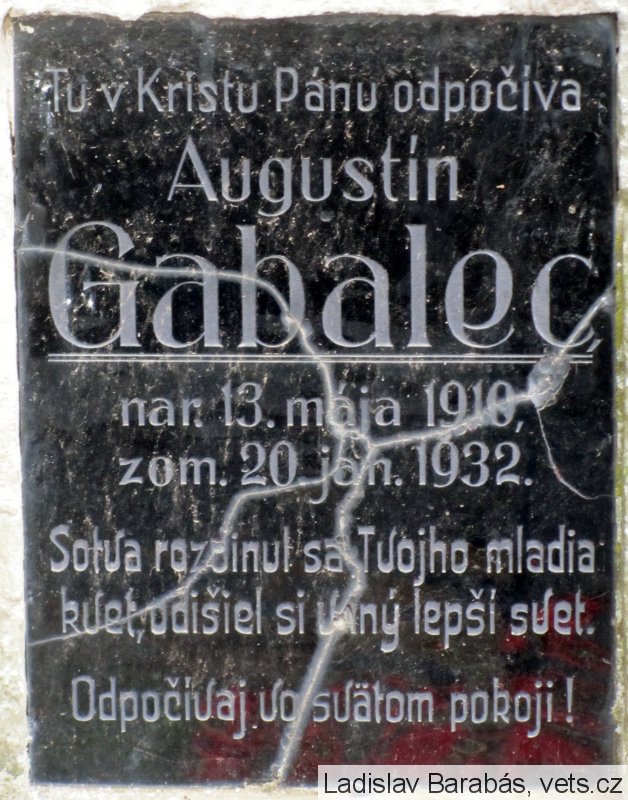 Tu v Kristu Pánu odpočíva
Augustín
Gabalec,
nar. 13. mája 1910,
zom. 20. jan. 1932.
Sotva rozvinul sa Tvojho mladia
kvet, odišiel si v iný lepší svet.
Odpočívaj vo svätom pokoji!
Ladislav Barabás, vets.cz